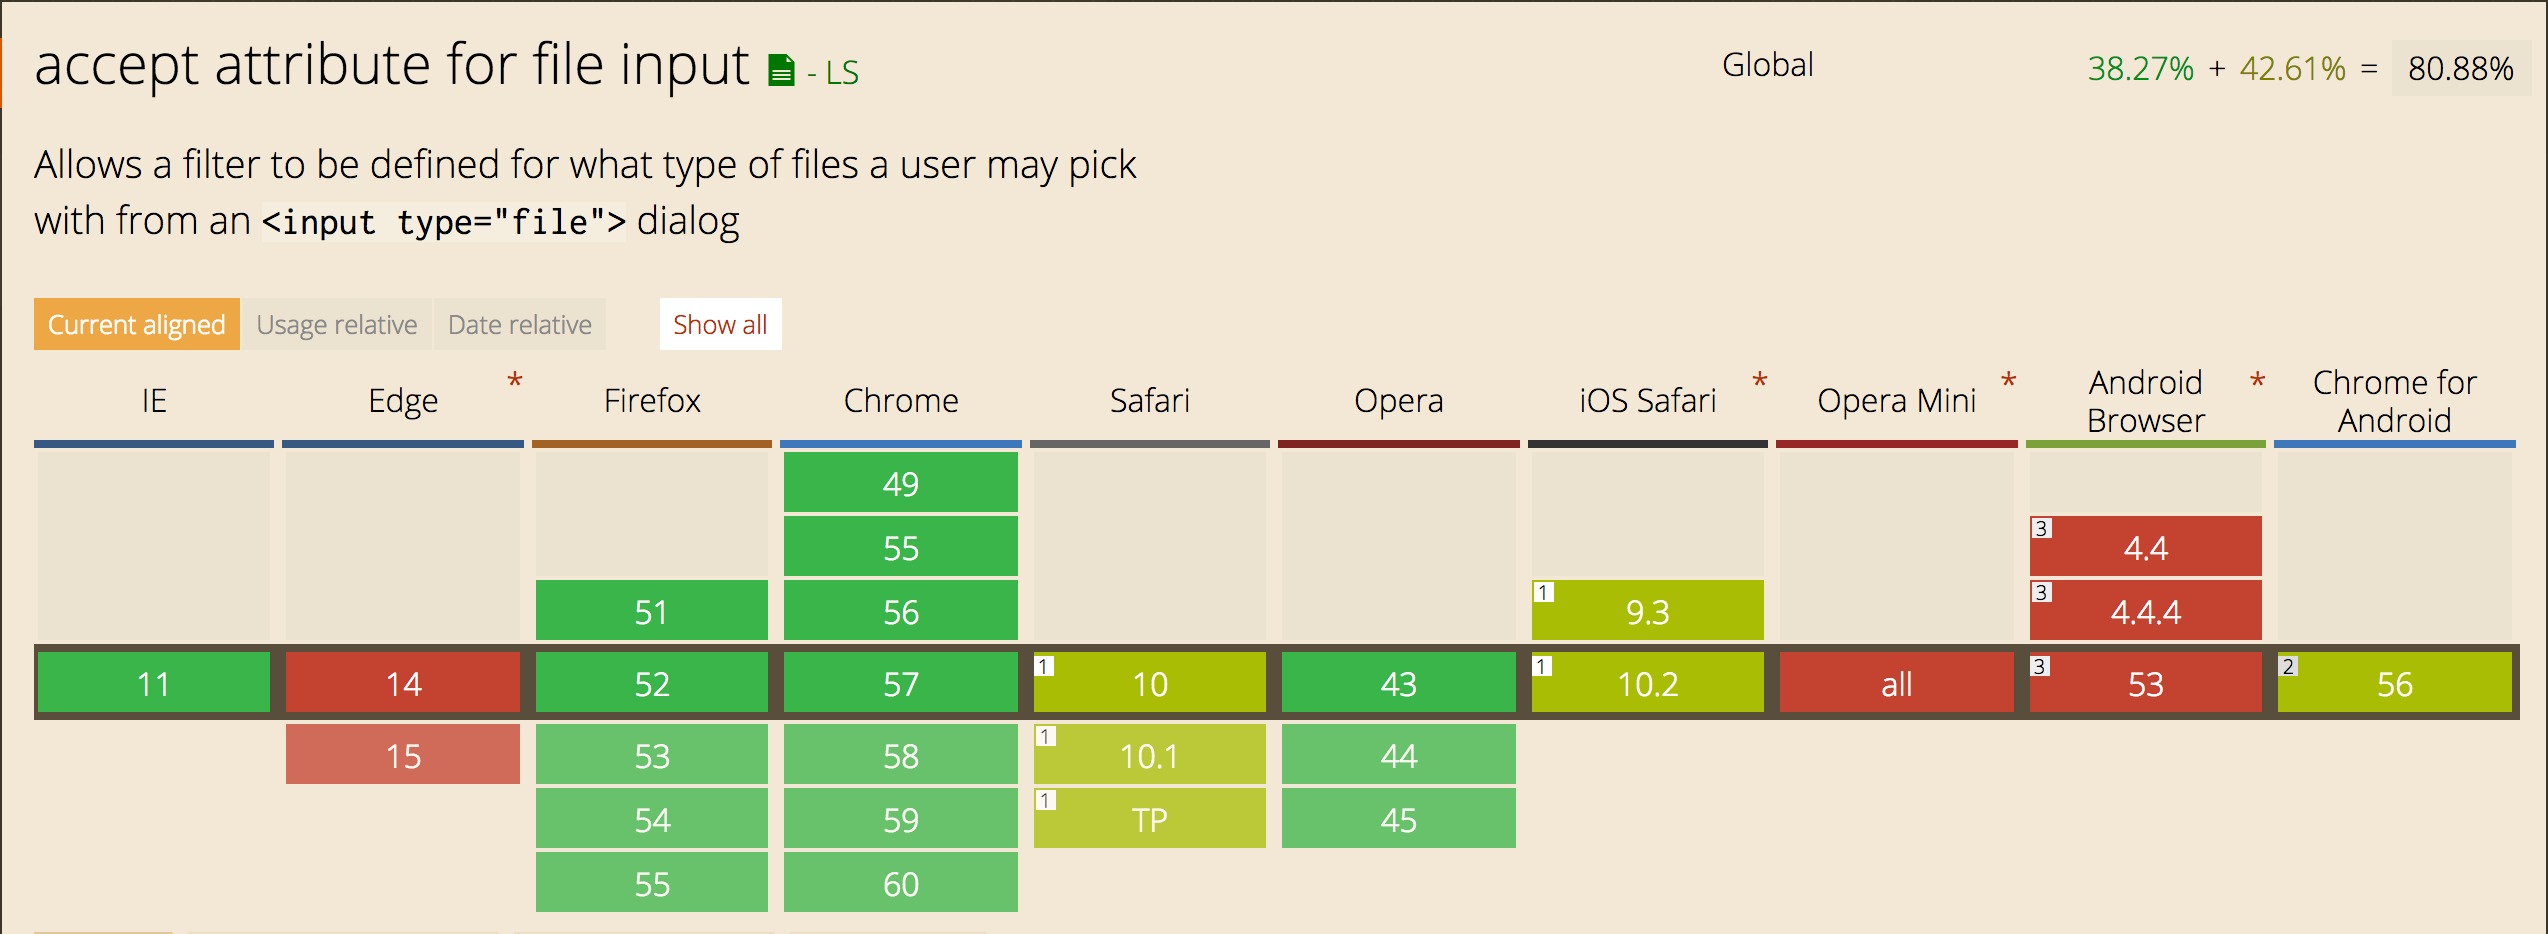 accept attribute for file input - LS
Global 38.27% + 42.61% = 80.88%
Allows a filter to be defined for what type of files a user may pick
with from an <input type="file"> dialog
Current aligned Usage relative Date relative Show all
IE Edge * Firefox Chrome Safari Opera iOS Safari * Opera Mini * Android Browser * Chrome for Android
49
55 3 4.4
51 56 1 9.3 3 4.4.4
11 14 52 57 1 10 43 1 10.2 all 3 53 2 56
15 53 58 1 10.1 44
54 59 1 TP 45
55 60